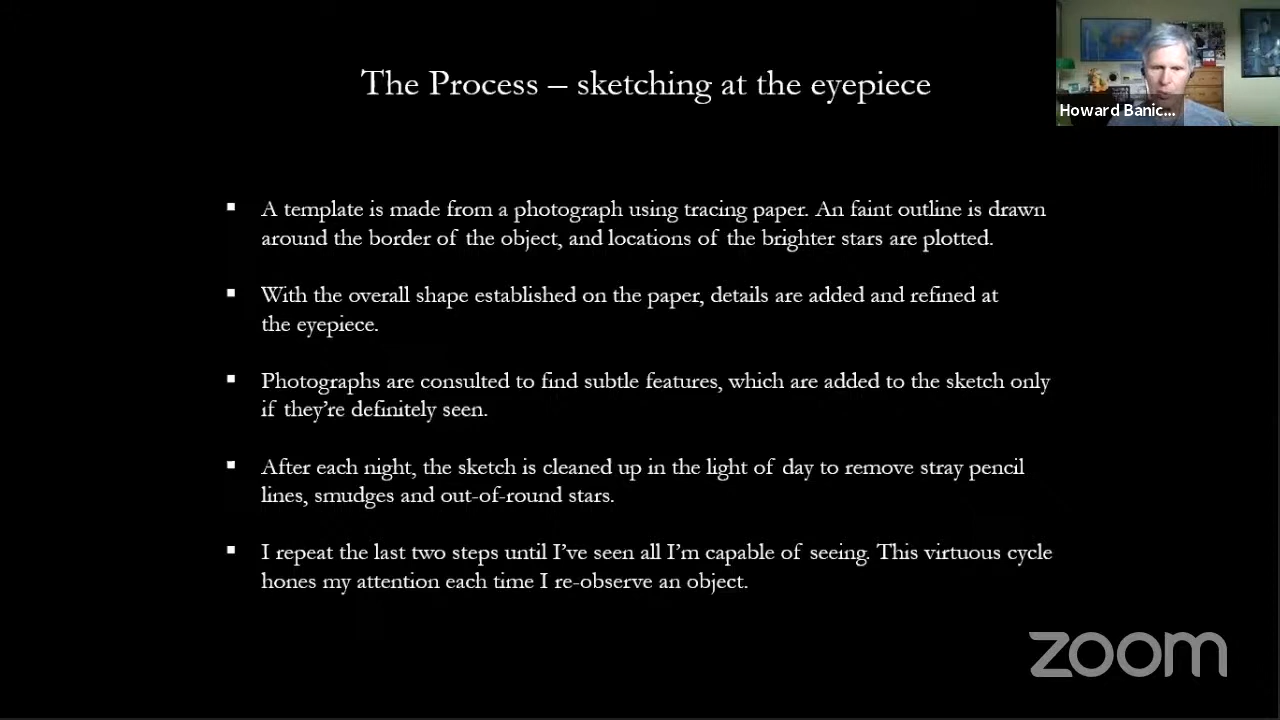 The Process – sketching at the eyepiece
Howard Banic...
▪ A template is made from a photograph using tracing paper. An faint outline is drawn
around the border of the object, and locations of the brighter stars are plotted.
▪ With the overall shape established on the paper, details are added and refined at
the eyepiece.
▪ Photographs are consulted to find subtle features, which are added to the sketch only
if they’re definitely seen.
▪ After each night, the sketch is cleaned up in the light of day to remove stray pencil
lines, smudges and out-of-round stars.
▪ I repeat the last two steps until I’ve seen all I’m capable of seeing. This virtuous cycle
hones my attention each time I re-observe an object.
zoom